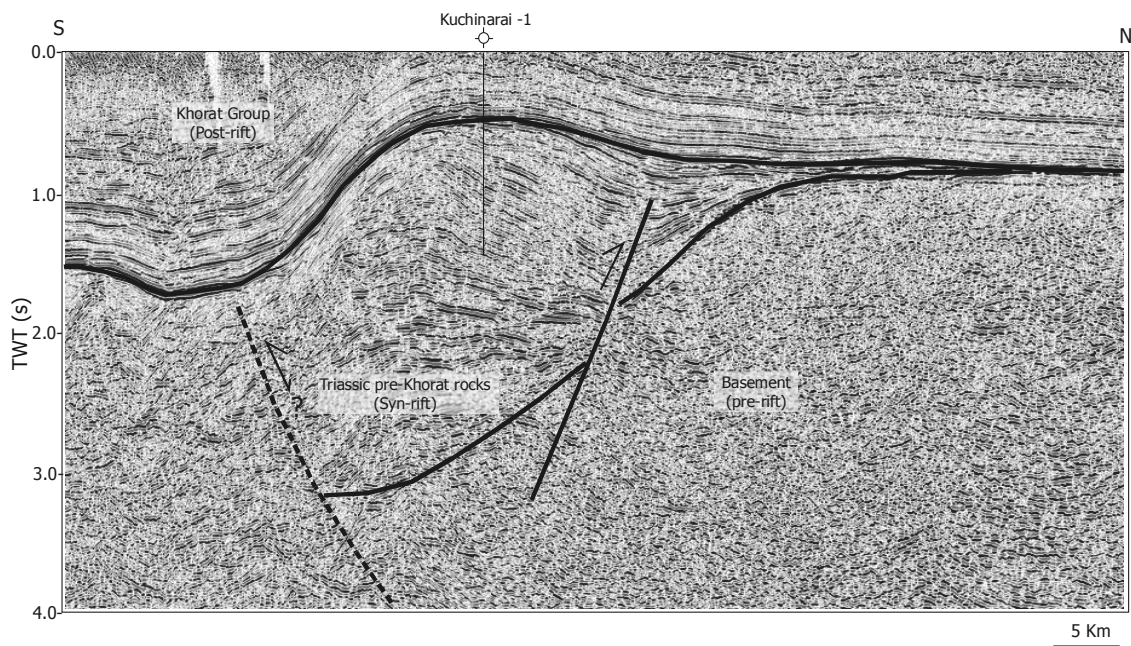 S
Kuchinarai -1
N
0.0
Khorat Group
(Post-rift)
1.0
TWT (s)
2.0
Triassic pre-Khorat rocks
(Syn-rift)
?
Basement
(pre-rift)
3.0
4.0
5 Km